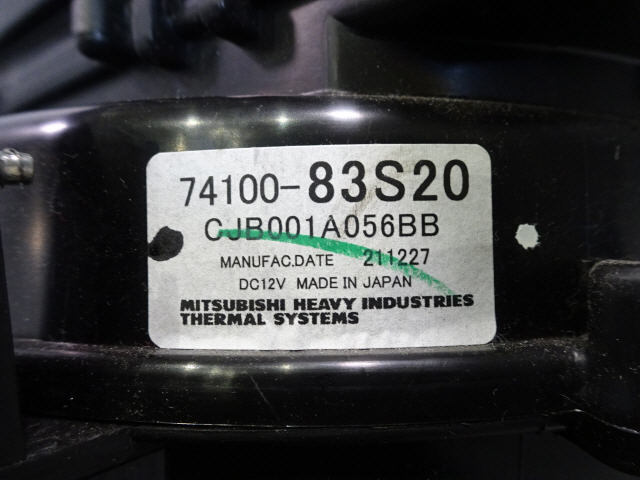 74100-83S20
CJB001A056BB
MANUFAC.DATE 211227
DC12V MADE IN JAPAN
MITSUBISHI HEAVY INDUSTRIES
THERMAL SYSTEMS